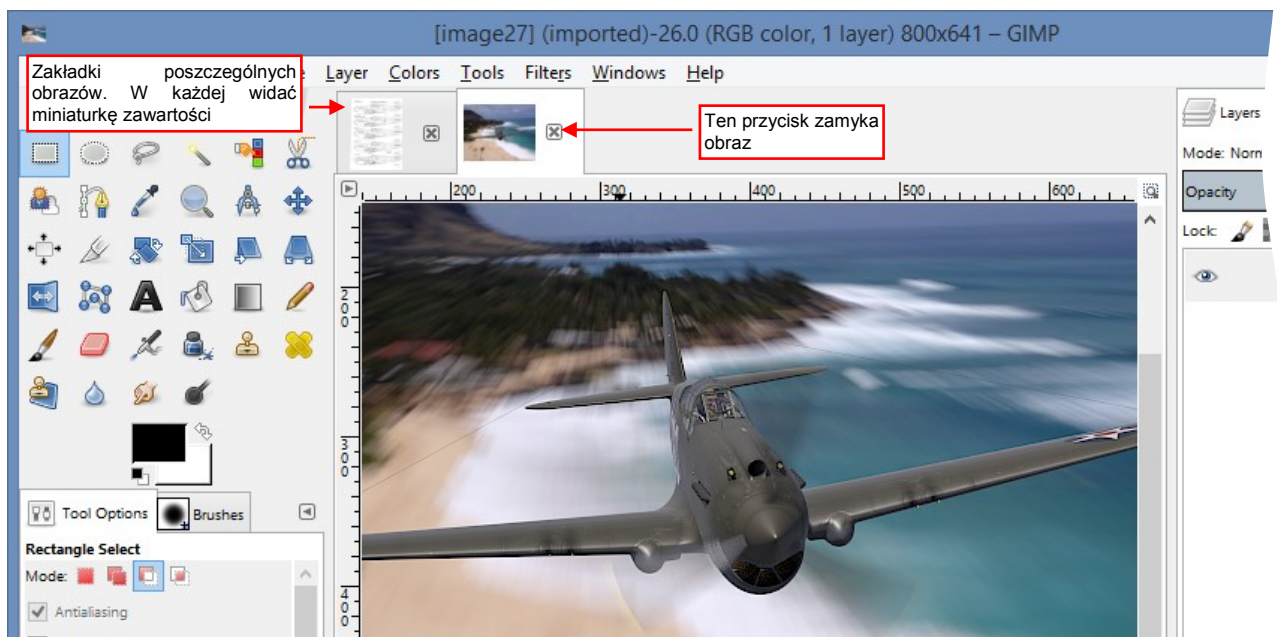 [image27] (imported)-26.0 (RGB color, 1 layer) 800x641 – GIMP
Zakładki poszczególnych
obrazów. W każdej widać
miniaturkę zawartości
Layer Colors Tools Filters Windows Help
Ten przycisk zamyka
obraz
Layers
Mode: Norn
Opacity
Lock:
200 300 400 500 600
200
300
400
Tool Options Brushes
Rectangle Select
Mode:
Antialiasing